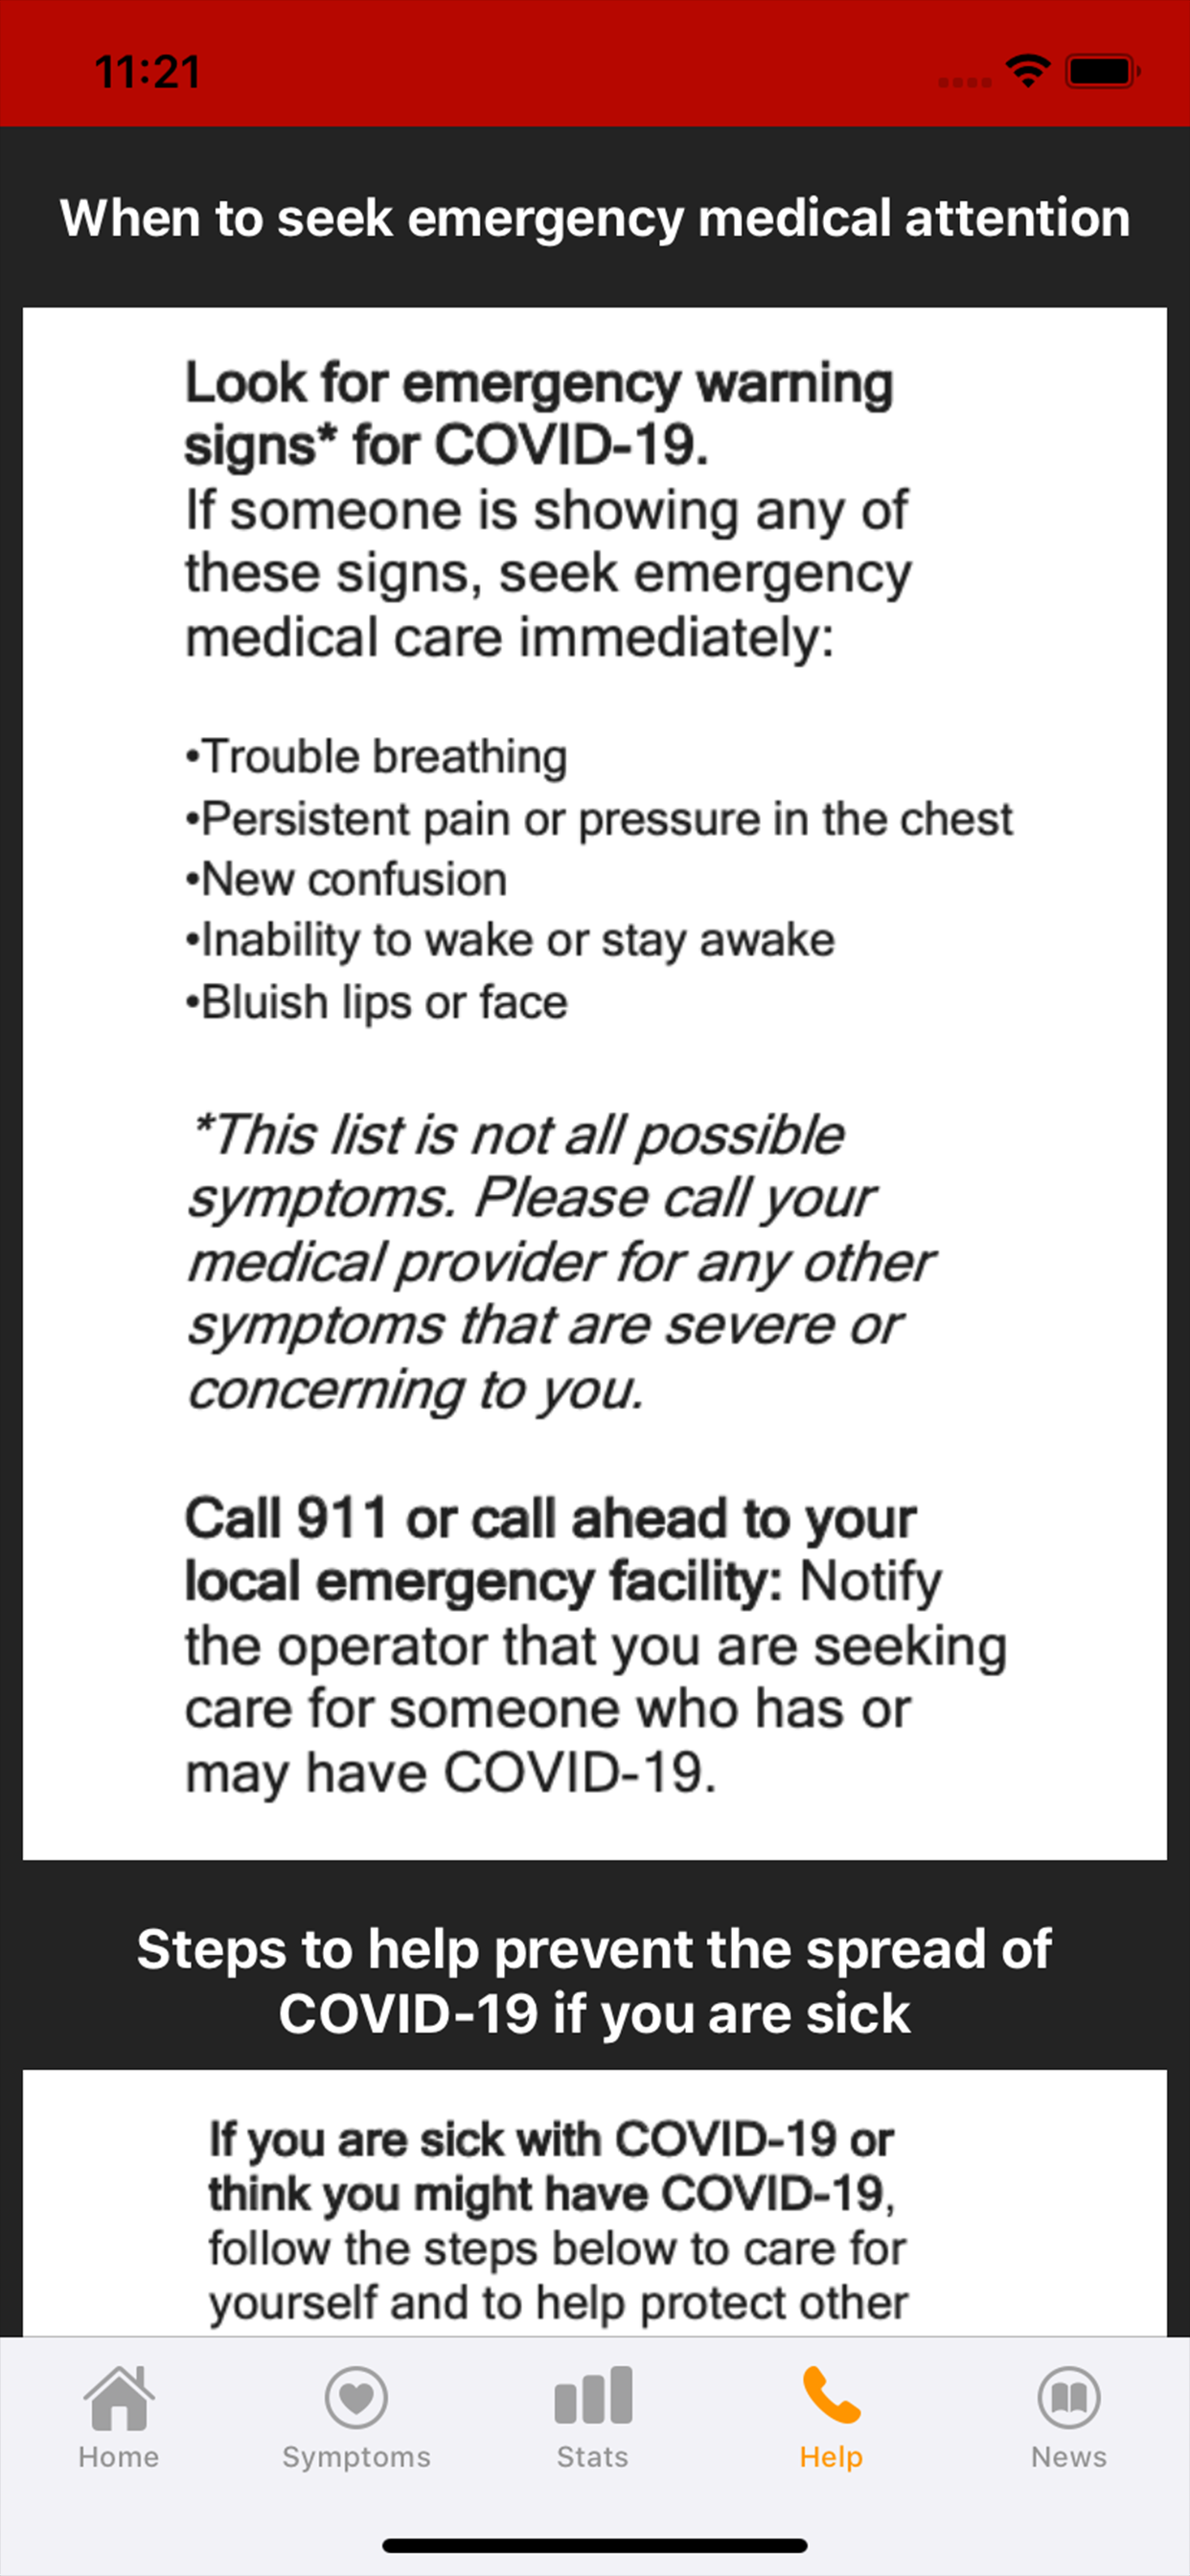 11:21
When to seek emergency medical attention
Look for emergency warning
signs* for COVID-19.
If someone is showing any of
these signs, seek emergency
medical care immediately:
•Trouble breathing
•Persistent pain or pressure in the chest
•New confusion
•Inability to wake or stay awake
•Bluish lips or face
*This list is not all possible
symptoms. Please call your
medical provider for any other
symptoms that are severe or
concerning to you.
Call 911 or call ahead to your
local emergency facility: Notify
the operator that you are seeking
care for someone who has or
may have COVID-19.
Steps to help prevent the spread of
COVID-19 if you are sick
If you are sick with COVID-19 or
think you might have COVID-19,
follow the steps below to care for
yourself and to help protect other
Home
Symptoms
Stats
Help
News